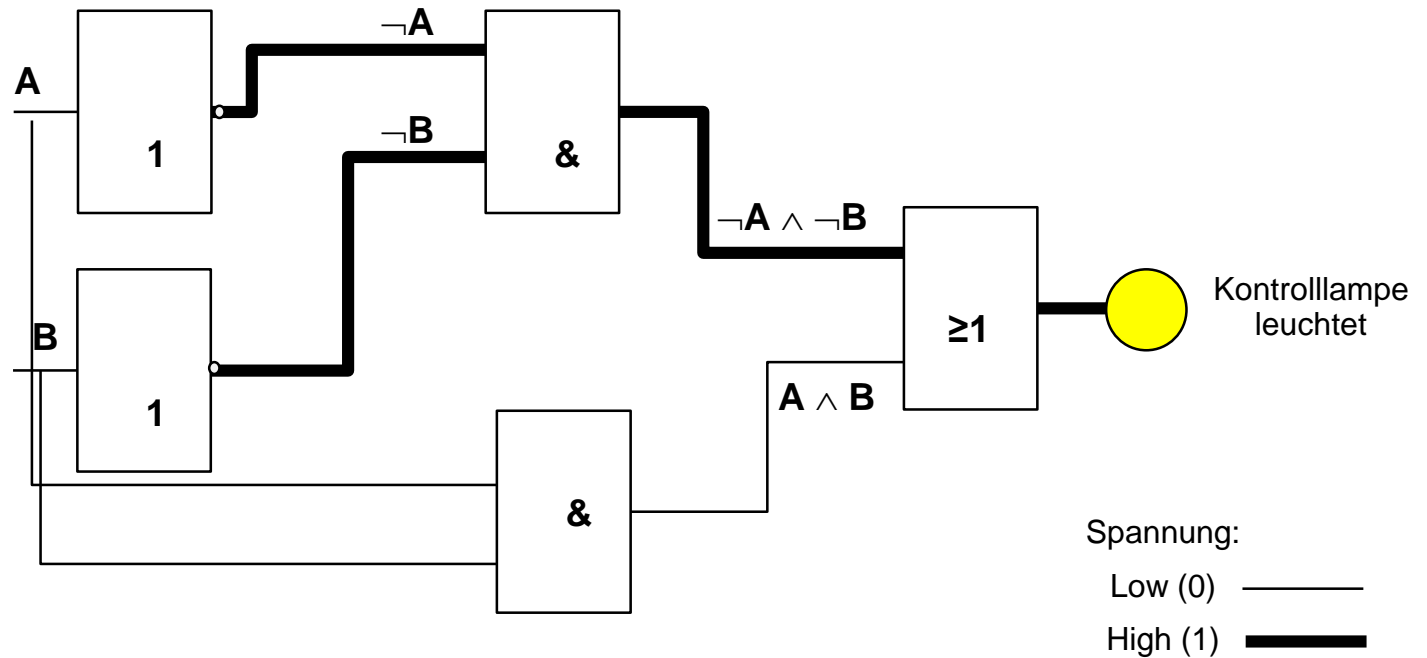 ¬A
A
1
¬B
&
¬A ∧ ¬B
B
1
≥1
Kontrolllampe
leuchtet
A ∧ B
&
Spannung:
Low (0)
High (1)